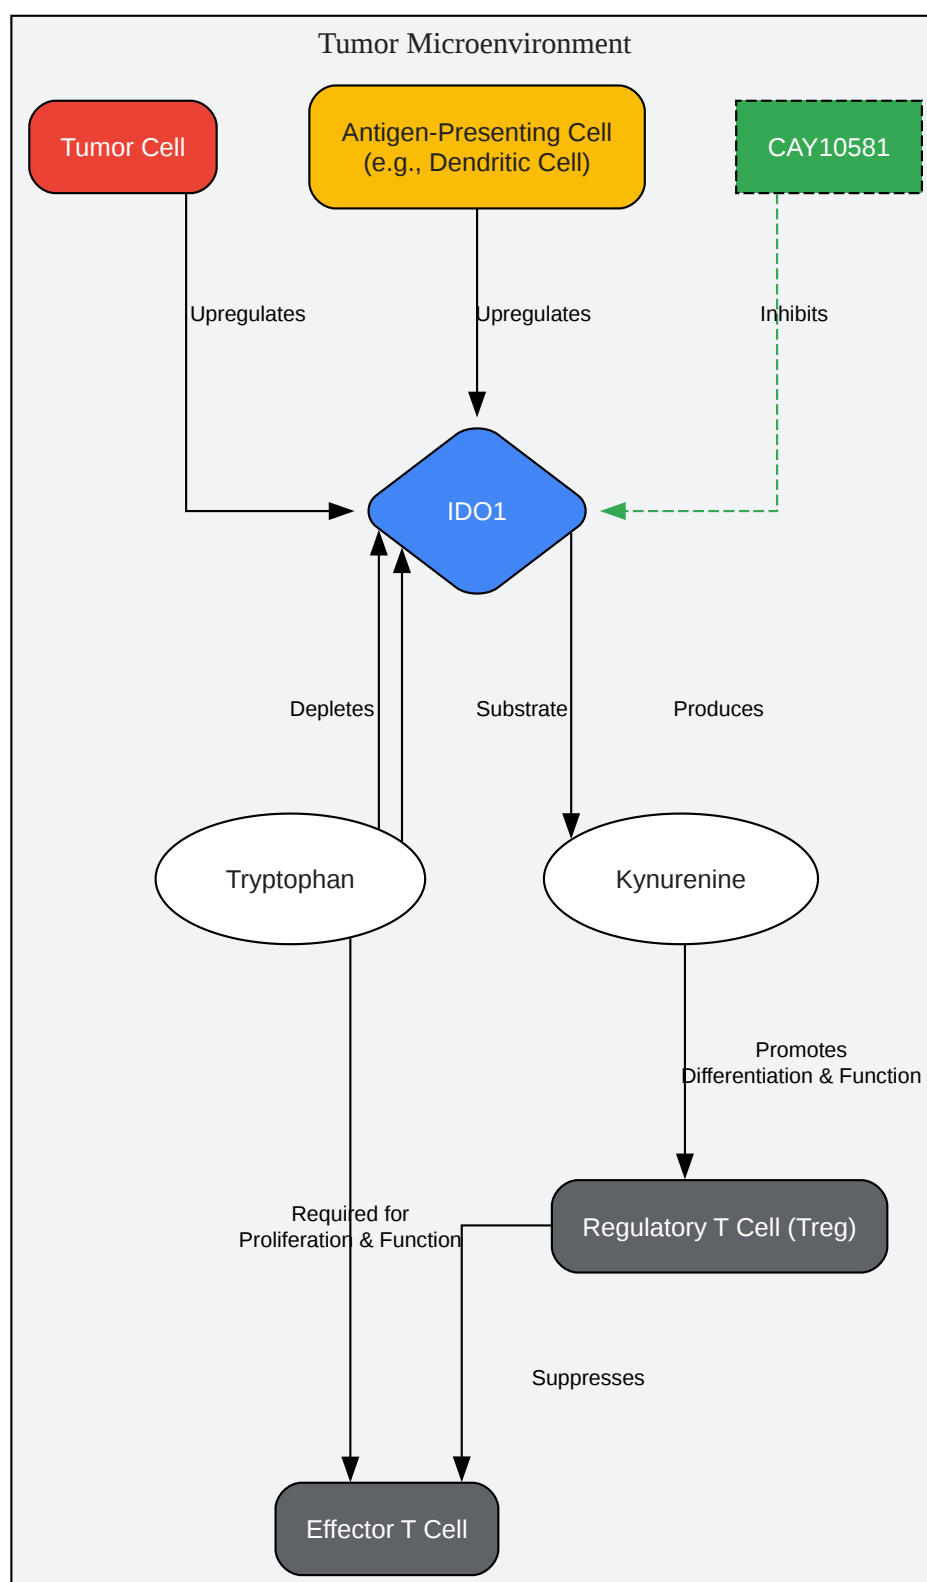 Tumor Microenvironment
Tumor Cell
Antigen-Presenting Cell
(e.g., Dendritic Cell)
CAY10581
Upregulates
Upregulates
Inhibits
IDO1
Depletes
Substrate
Produces
Tryptophan
Kynurenine
Promotes
Differentiation & Function
Required for
Proliferation & Function
Regulatory T Cell (Treg)
Suppresses
Effector T Cell